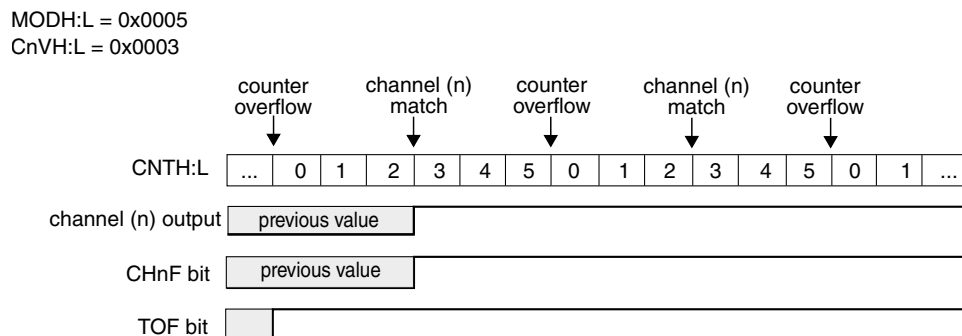 MODH:L = 0x0005
CnVH:L = 0x0003
counter overflow channel (n) match counter overflow channel (n) match counter overflow
CNTH:L ... 0 1 2 3 4 5 0 1 2 3 4 5 0 1 ...
channel (n) output previous value
CHnF bit previous value
TOF bit